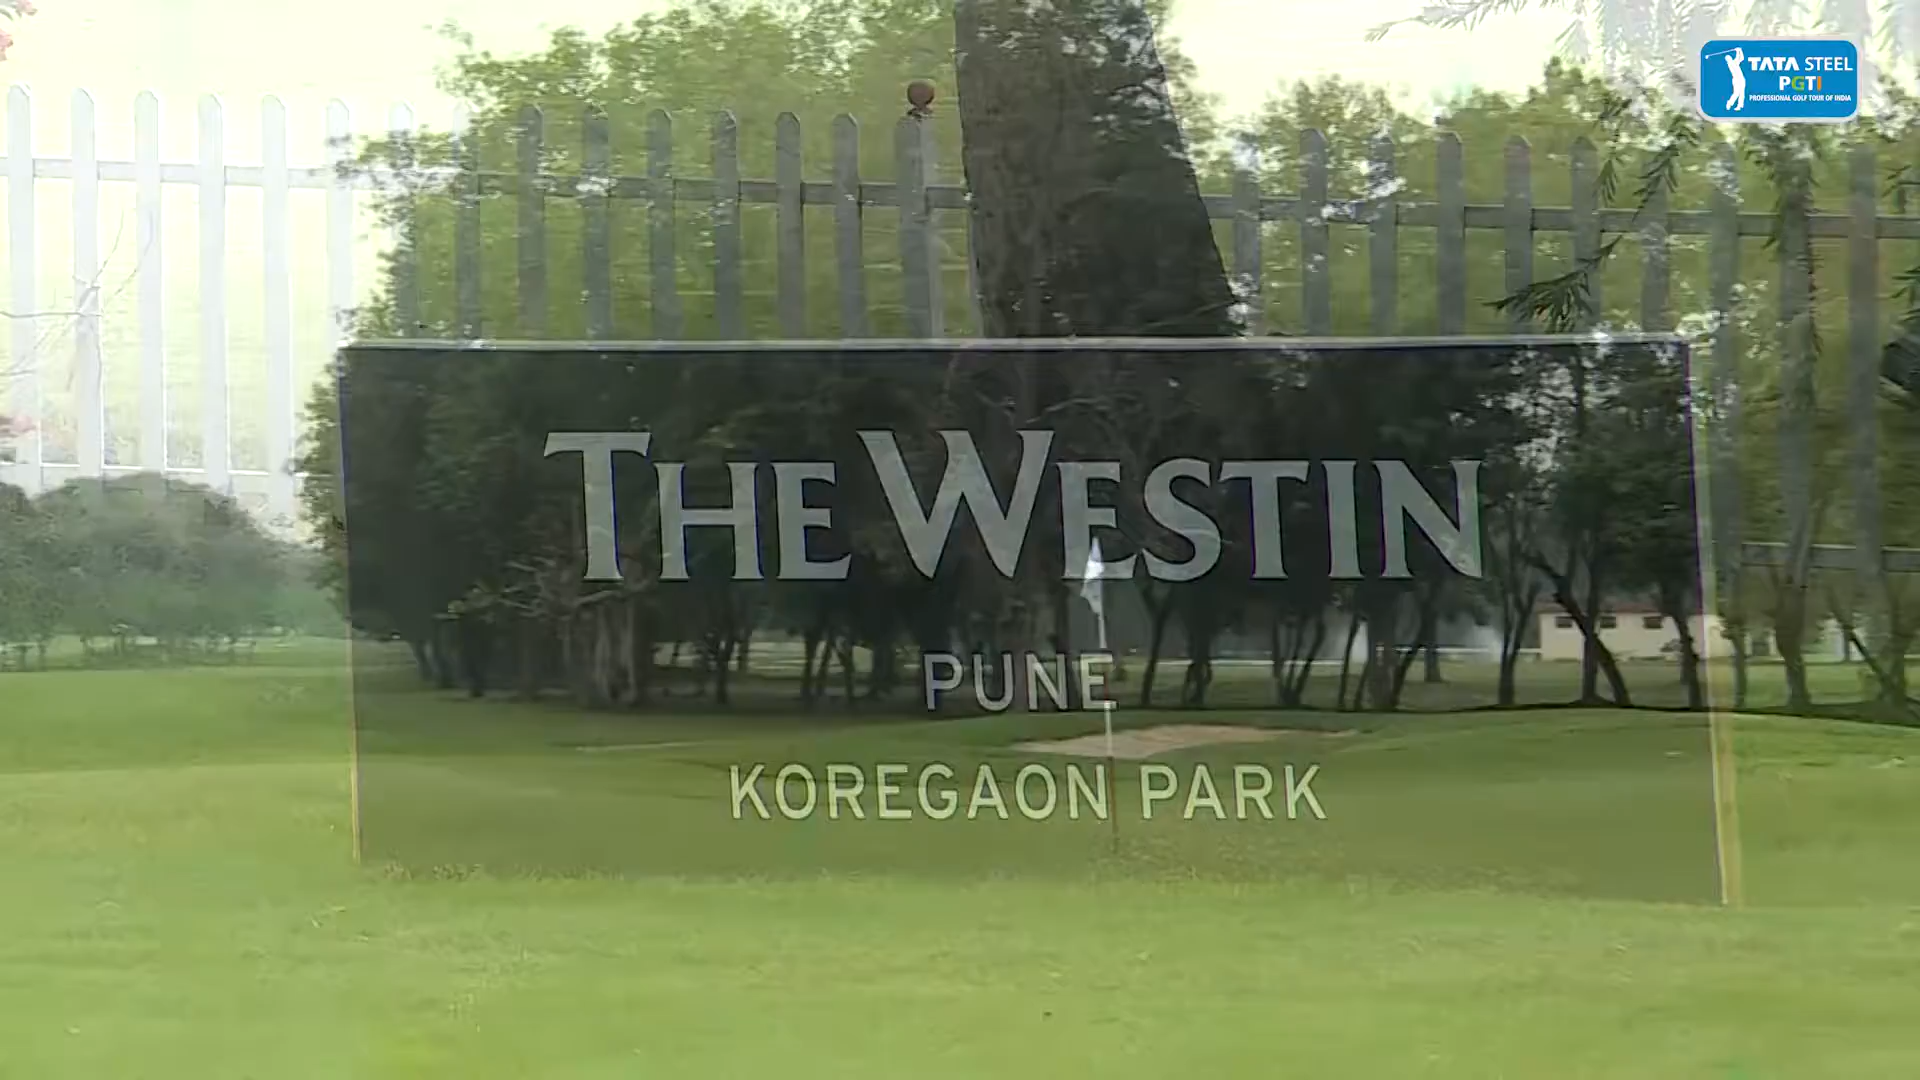 TATA STEEL
PGTI
PROFESSIONAL GOLF TOUR OF INDIA
THE WESTIN
PUNE
KOREGAON PARK